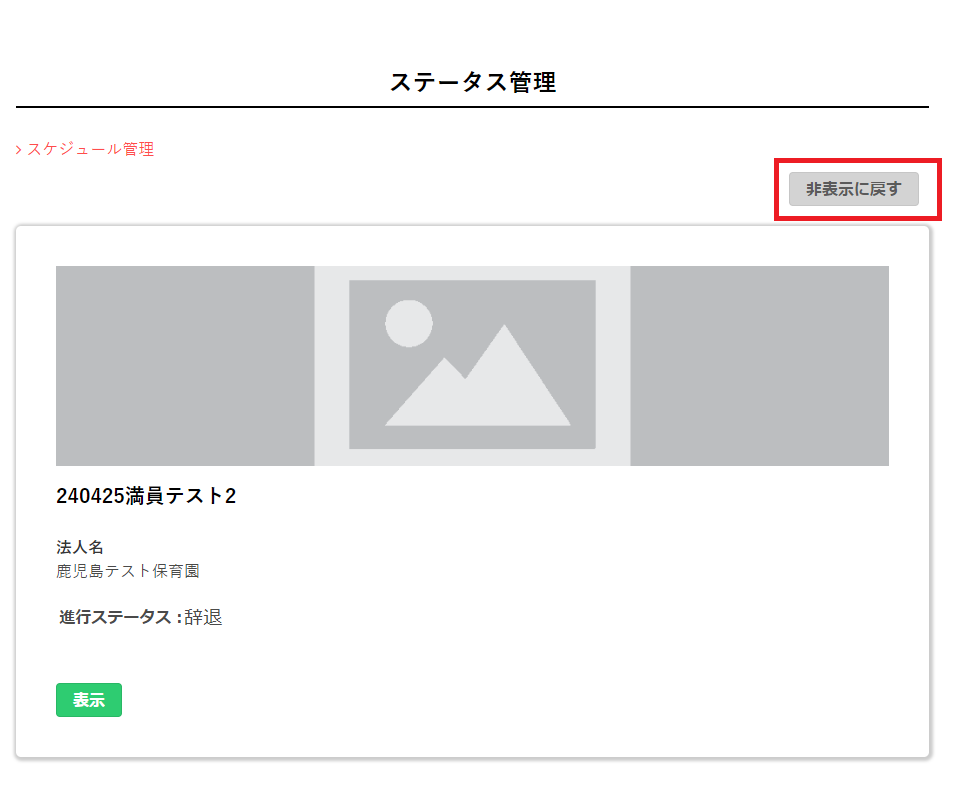 ステータス管理
> スケジュール管理
非表示に戻す
240425満員テスト2
法人名
鹿児島テスト保育園
進行ステータス : 辞退
表示